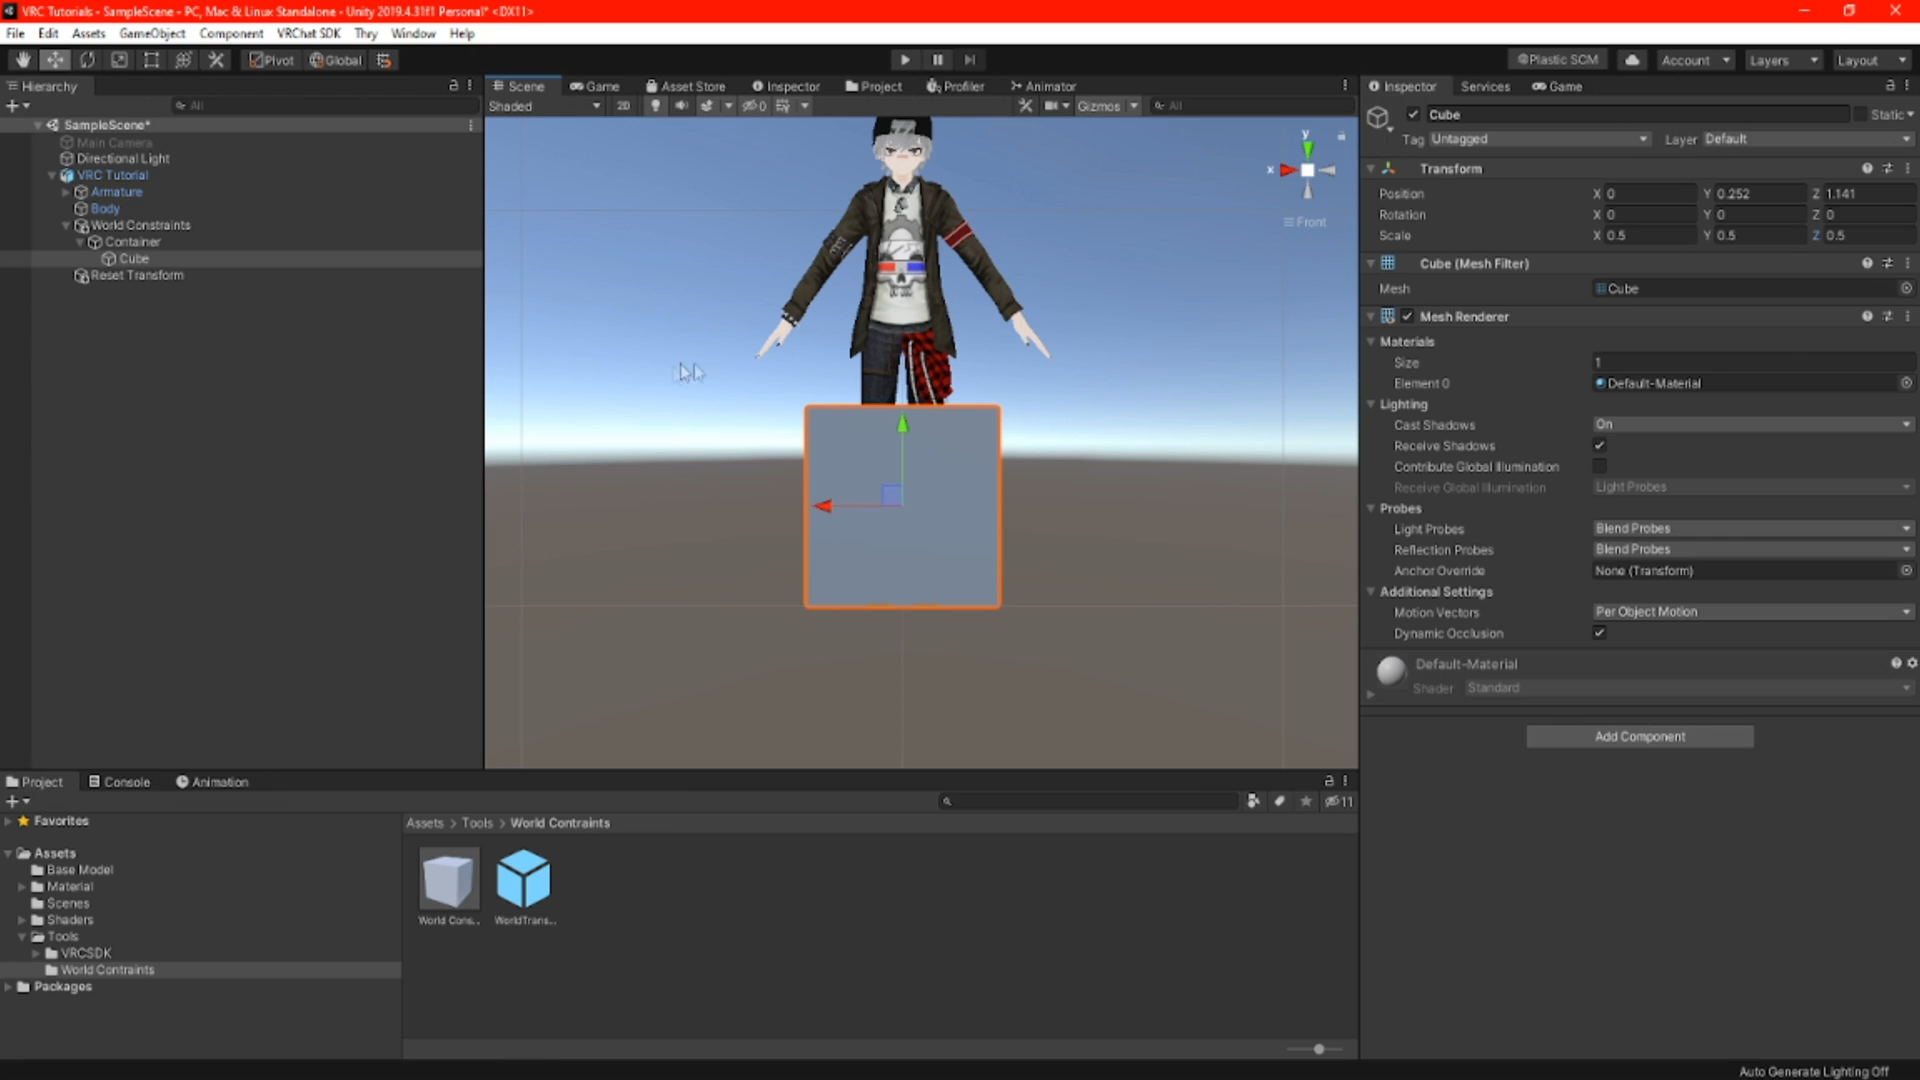 VRC Tutorials - SampleScene - PC, Mac & Linux Standalone - Unity 2019.4.31f1 Personal* <DX11>
File Edit Assets GameObject Component VRChat SDK Thry Window Help
Pivot Global Plastic SCM Account Layers Layout
Hierarchy
All
SampleScene*
Main Camera
Directional Light
VRC Tutorial
Armature
Body
World Constraints
Container
Cube
Reset Transform
Scene Game Asset Store Inspector Project Profiler Animator
Shaded 2D 0 Gizmos All
y
x
Front
Inspector Services Game
Cube Static
Tag Untagged Layer Default
Transform
Position X 0 Y 0.252 Z 1.141
Rotation X 0 Y 0 Z 0
Scale X 0.5 Y 0.5 Z 0.5
Cube (Mesh Filter)
Mesh Cube
Mesh Renderer
Materials
Size 1
Element 0 Default-Material
Lighting
Cast Shadows On
Receive Shadows
Contribute Global Illumination
Receive Global Illumination Light Probes
Probes
Light Probes Blend Probes
Reflection Probes Blend Probes
Anchor Override None (Transform)
Additional Settings
Motion Vectors Per Object Motion
Dynamic Occlusion
Default-Material
Shader Standard
Add Component
Project Console Animation
11
Favorites
Assets
Base Model
Material
Scenes
Shaders
Tools
VRCSDK
World Contraints
Packages
Assets > Tools > World Contraints
World Cons...
WorldTrans...
Auto Generate Lighting Off